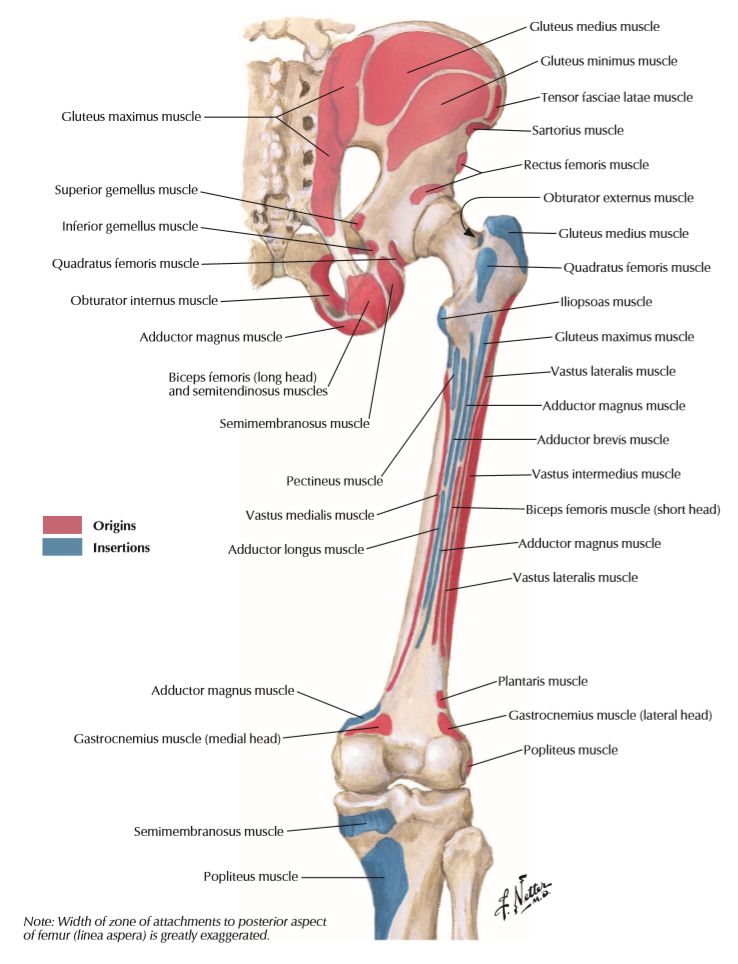 Gluteus medius muscle
Gluteus minimus muscle
Tensor fasciae latae muscle
Gluteus maximus muscle
Sartorius muscle
Rectus femoris muscle
Superior gemellus muscle
Obturator externus muscle
Inferior gemellus muscle
Gluteus medius muscle
Quadratus femoris muscle
Quadratus femoris muscle
Obturator internus muscle
Iliopsoas muscle
Adductor magnus muscle
Gluteus maximus muscle
Vastus lateralis muscle
Biceps femoris (long head)
and semitendinosus muscles
Adductor magnus muscle
Semimembranosus muscle
Adductor brevis muscle
Pectineus muscle
Vastus intermedius muscle
Vastus medialis muscle
Biceps femoris muscle (short head)
Origins
Insertions
Adductor longus muscle
Adductor magnus muscle
Vastus lateralis muscle
Adductor magnus muscle
Plantaris muscle
Gastrocnemius muscle (lateral head)
Gastrocnemius muscle (medial head)
Popliteus muscle
Semimembranosus muscle
Popliteus muscle
F. Netter
M.D.
Note: Width of zone of attachments to posterior aspect
of femur (linea aspera) is greatly exaggerated.